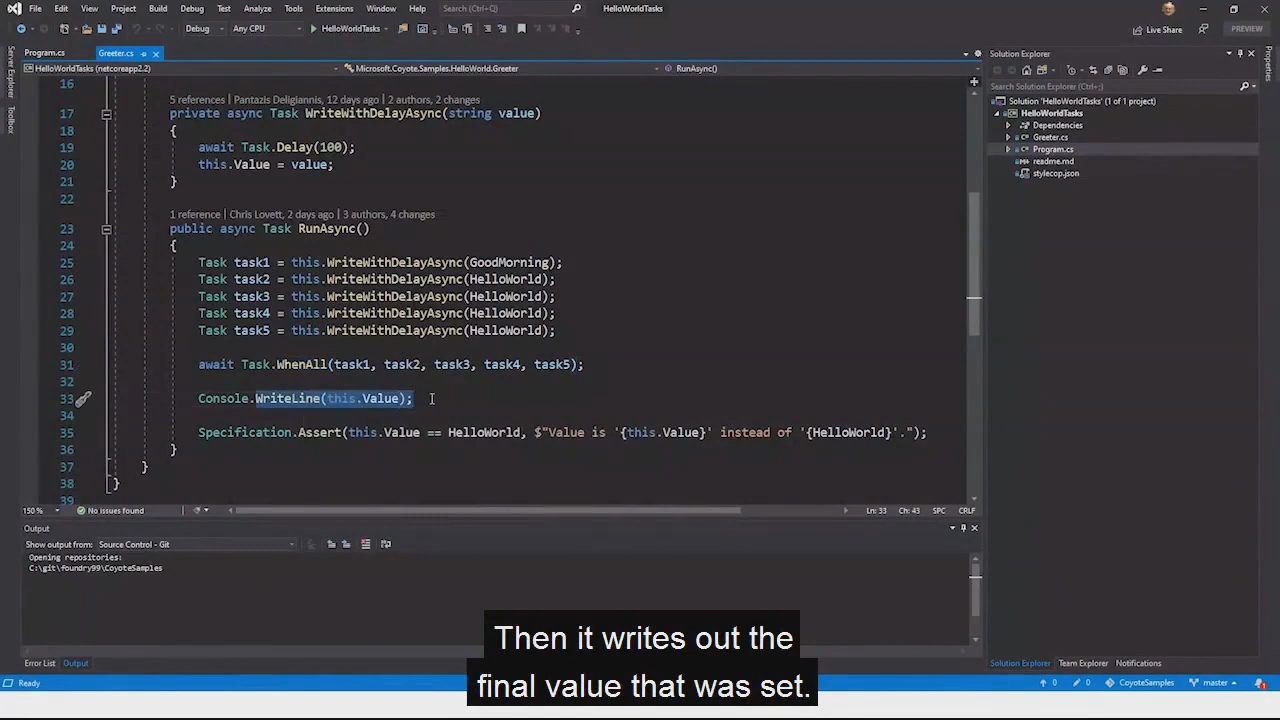 File Edit View Project Build Debug Test Analyze Tools Extensions Window Help Search (Ctrl+Q) HelloWorldTasks
Debug Any CPU HelloWorldTasks Live Share PREVIEW
Server Explorer
Toolbox
Program.cs Greeter.cs
HelloWorldTasks (netcoreapp2.2) Microsoft.Coyote.Samples.HelloWorld.Greeter RunAsync()
16
5 references | Pantazis Deligiannis, 12 days ago | 2 authors, 2 changes
17 private async Task WriteWithDelayAsync(string value)
18 {
19 await Task.Delay(100);
20 this.Value = value;
21 }
22
1 reference | Chris Lovett, 2 days ago | 3 authors, 4 changes
23 public async Task RunAsync()
24 {
25 Task task1 = this.WriteWithDelayAsync(GoodMorning);
26 Task task2 = this.WriteWithDelayAsync(HelloWorld);
27 Task task3 = this.WriteWithDelayAsync(HelloWorld);
28 Task task4 = this.WriteWithDelayAsync(HelloWorld);
29 Task task5 = this.WriteWithDelayAsync(HelloWorld);
30
31 await Task.WhenAll(task1, task2, task3, task4, task5);
32
33 Console.WriteLine(this.Value);
34
35 Specification.Assert(this.Value == HelloWorld, $"Value is '{this.Value}' instead of '{HelloWorld}'.");
36 }
37 }
38 }
39
150 % No issues found Ln: 33 Ch: 43 SPC CRLF
Output
Show output from: Source Control - Git
Opening repositories:
C:\git\foundry99\CoyoteSamples
Error List Output
Solution Explorer
Search Solution Explorer (Ctrl+;)
Solution 'HelloWorldTasks' (1 of 1 project)
HelloWorldTasks
Dependencies
Greeter.cs
Program.cs
readme.md
stylecop.json
Solution Explorer Team Explorer Notifications
Properties
Ready 0 0 CoyoteSamples master 1
Then it writes out the
final value that was set.